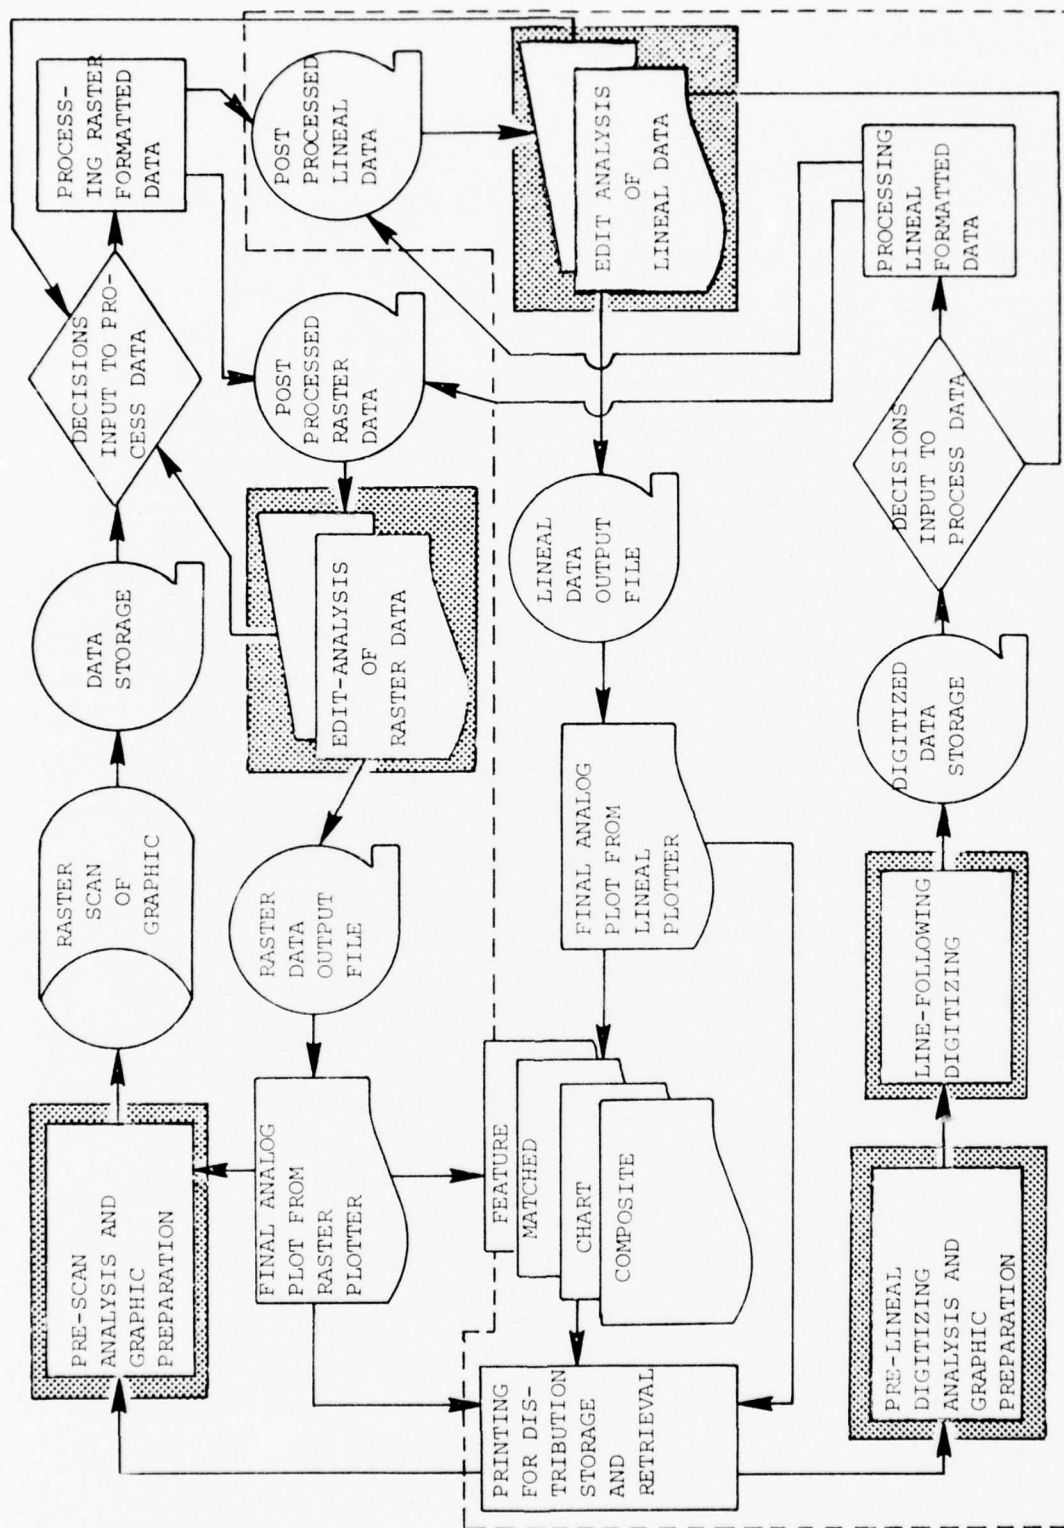 PRE-SCAN
ANALYSIS AND
GRAPHIC
PREPARATION
RASTER
SCAN
OF
GRAPHIC
DATA
STORAGE
DECISIONS
INPUT TO PRO-
CESS DATA
PROCESS-
ING RASTER
FORMATTED
DATA
FINAL ANALOG
PLOT FROM
RASTER
PLOTTER
RASTER
DATA
OUTPUT
FILE
EDIT-ANALYSIS
OF
RASTER DATA
POST
PROCESSED
RASTER
DATA
POST
PROCESSED
LINEAL
DATA
PRINTING
FOR DIS-
TRIBUTION
STORAGE
AND
RETRIEVAL
FEATURE
MATCHED
CHART
COMPOSITE
FINAL ANALOG
PLOT FROM
LINEAL
PLOTTER
LINEAL
DATA
OUTPUT
FILE
EDIT ANALYSIS
OF
LINEAL DATA
PRE-LINEAL
DIGITIZING
ANALYSIS AND
GRAPHIC
PREPARATION
LINE-FOLLOWING
DIGITIZING
DIGITIZED
DATA
STORAGE
DECISIONS
INPUT TO
PROCESS DATA
PROCESSING
LINEAL
FORMATTED
DATA